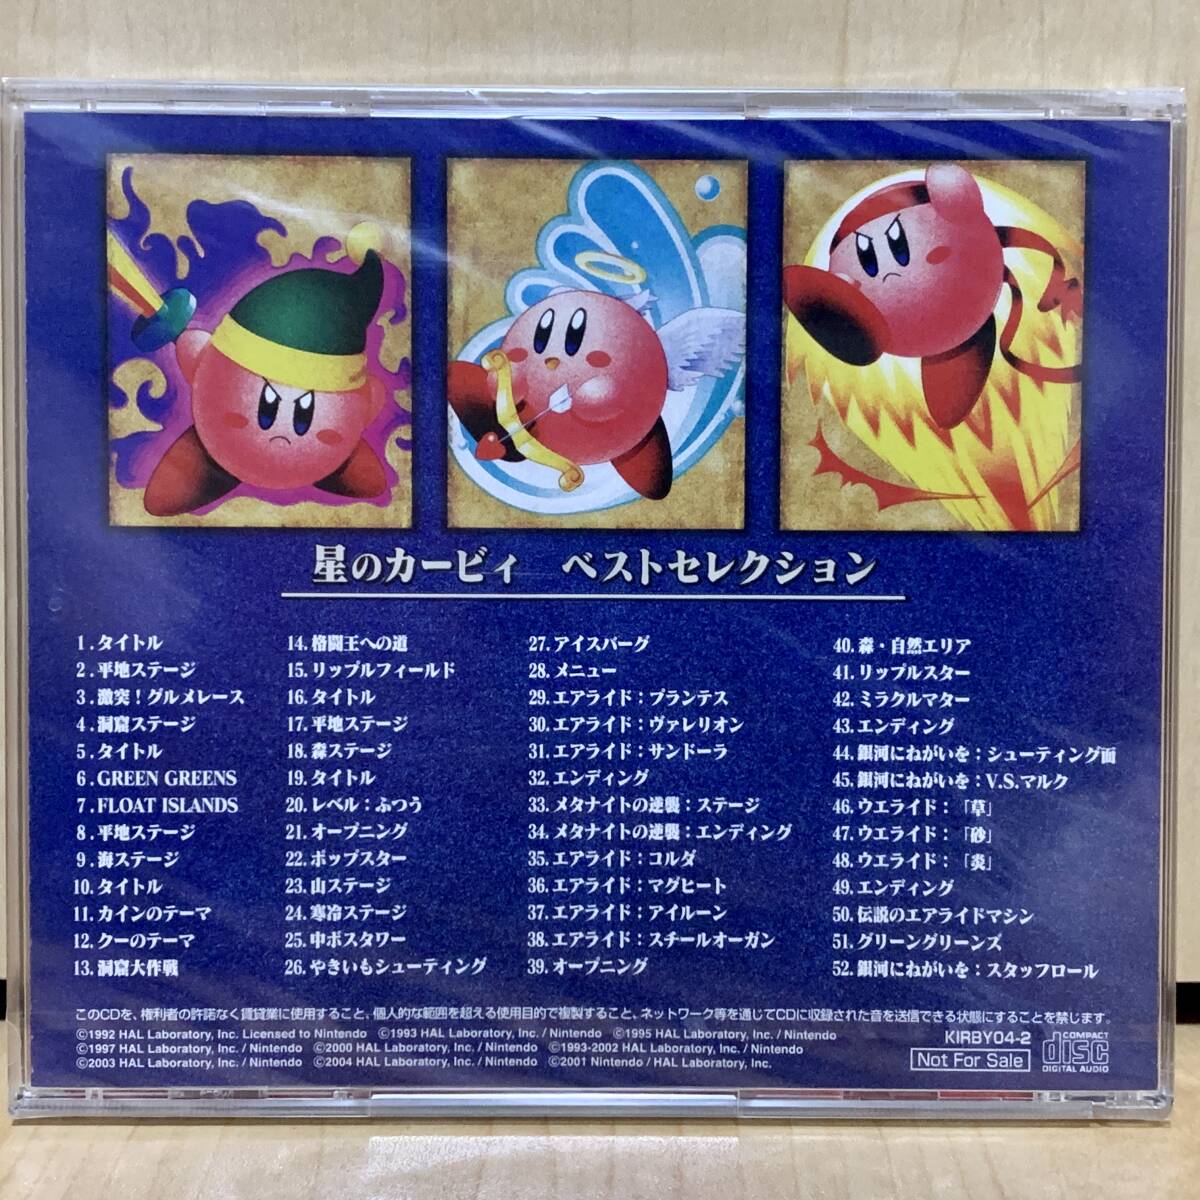 星のカービィ ベストセレクション
1.タイトル
2.平地ステージ
3.激突！グルメレース
4.洞窟ステージ
5.タイトル
6.GREEN GREENS
7.FLOAT ISLANDS
8.平地ステージ
9.海ステージ
10.タイトル
11.カインのテーマ
12.クーのテーマ
13.洞窟大作戦
14.格闘王への道
15.リップルフィールド
16.タイトル
17.平地ステージ
18.森ステージ
19.タイトル
20.レベル：ふつう
21.オープニング
22.ポップスター
23.山ステージ
24.寒冷ステージ
25.中ボスタワー
26.やきいもシューティング
27.アイスバーグ
28.メニュー
29.エアライド：プランテス
30.エアライド：ヴァレリオン
31.エアライド：サンドーラ
32.エンディング
33.メタナイトの逆襲：ステージ
34.メタナイトの逆襲：エンディング
35.エアライド：コルダ
36.エアライド：マグヒート
37.エアライド：アイルーン
38.エアライド：スチールオーガン
39.オープニング
40.森・自然エリア
41.リップルスター
42.ミラクルマター
43.エンディング
44.銀河にねがいを：シューティング面
45.銀河にねがいを：V.S.マルク
46.ウエライド：「草」
47.ウエライド：「砂」
48.ウエライド：「炎」
49.エンディング
50.伝説のエアライドマシン
51.グリーングリーンズ
52.銀河にねがいを：スタッフロール
このCDを、権利者の許諾なく賃貸業に使用すること、個人的な範囲を超える使用目的で複製すること、ネットワーク等を通じてCDに収録された音を送信できる状態にすることを禁じます。
©1992 HAL Laboratory, Inc. Licensed to Nintendo ©1993 HAL Laboratory, Inc. / Nintendo ©1995 HAL Laboratory, Inc. / Nintendo
©1997 HAL Laboratory, Inc. / Nintendo ©2000 HAL Laboratory, Inc. / Nintendo ©1993-2002 HAL Laboratory, Inc. / Nintendo
©2003 HAL Laboratory, Inc. / Nintendo ©2004 HAL Laboratory, Inc. / Nintendo ©2001 Nintendo / HAL Laboratory, Inc.
KIRBY04-2
Not For Sale
COMPACT
disc
DIGITAL AUDIO